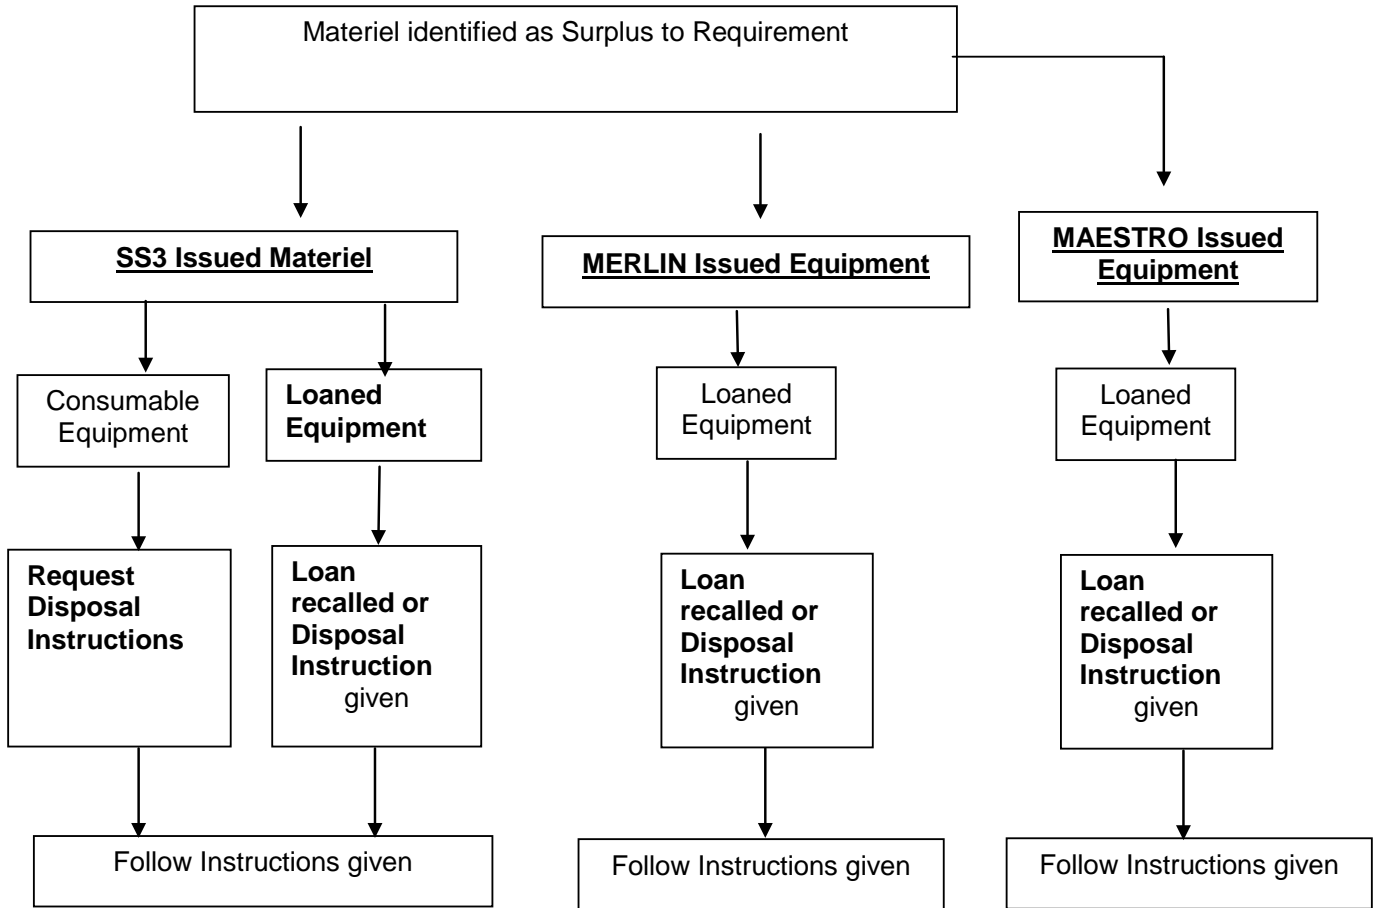 Materiel identified as Surplus to Requirement
SS3 Issued Materiel
MERLIN Issued Equipment
MAESTRO Issued
Equipment
Consumable
Equipment
Loaned
Equipment
Loaned
Equipment
Loaned
Equipment
Request
Disposal
Instructions
Loan
recalled or
Disposal
Instruction
given
Loan
recalled or
Disposal
Instruction
given
Loan
recalled or
Disposal
Instruction
given
Follow Instructions given
Follow Instructions given
Follow Instructions given